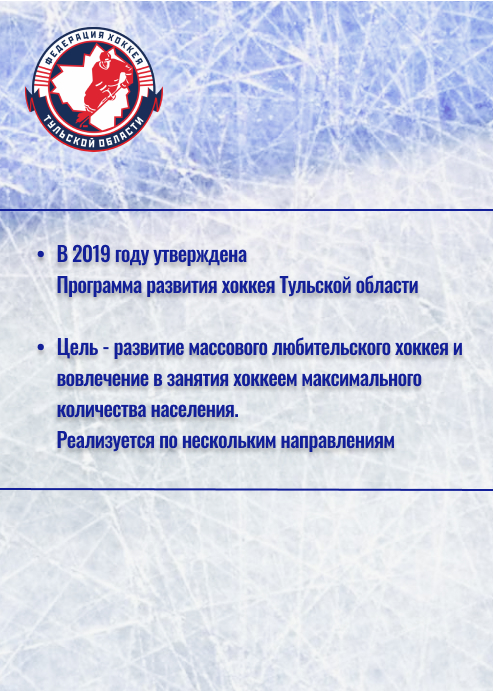 ФЕДЕРАЦИЯ ХОККЕЯ
ТУЛЬСКОЙ ОБЛАСТИ
• В 2019 году утверждена
Программа развития хоккея Тульской области
• Цель - развитие массового любительского хоккея и
вовлечение в занятия хоккеем максимального
количества населения.
Реализуется по нескольким направлениям